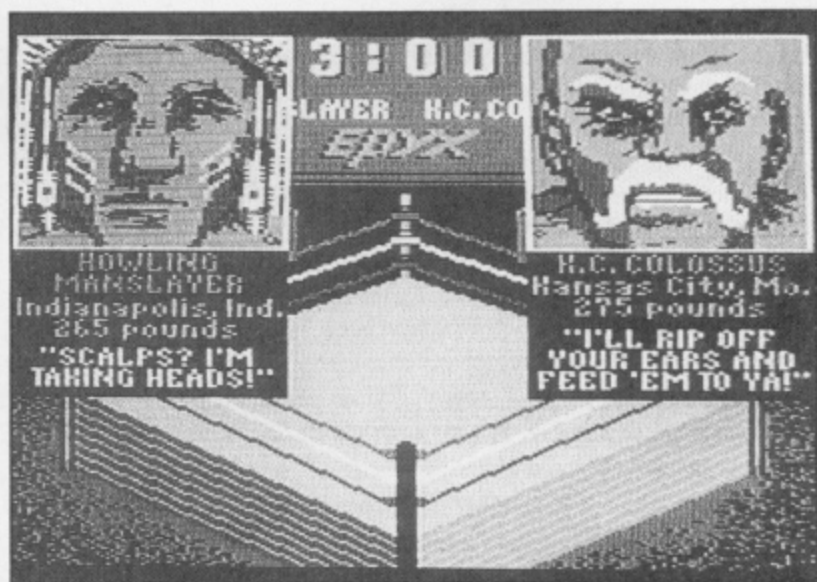 3:00
SLAYER K.C.CO
EPYX
HOWLING
MANSLAYER
Indianapolis, Ind.
265 pounds
"SCALPS? I'M
TAKING HEADS!"
K.C. COLOSSUS
Kansas City, Mo.
275 pounds
"I'LL RIP OFF
YOUR EARS AND
FEED 'EM TO YA!"